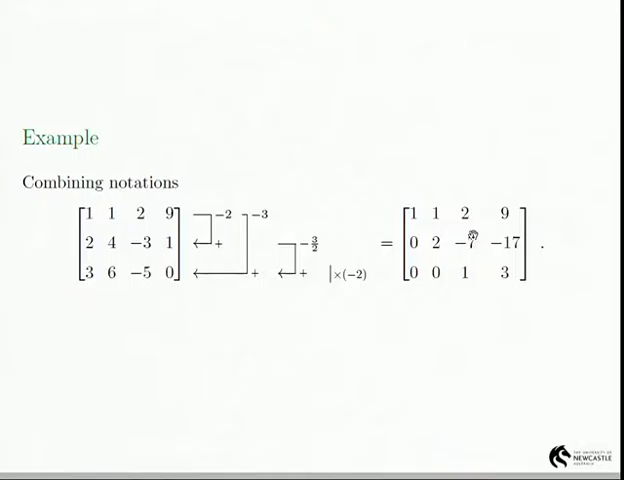 Example
Combining notations
1 1 2 9 −2 −3 1 1 2 9
2 4 −3 1 + −3/2 = 0 2 −7 −17 .
3 6 −5 0 + + |×(−2) 0 0 1 3
THE UNIVERSITY OF
NEWCASTLE
AUSTRALIA